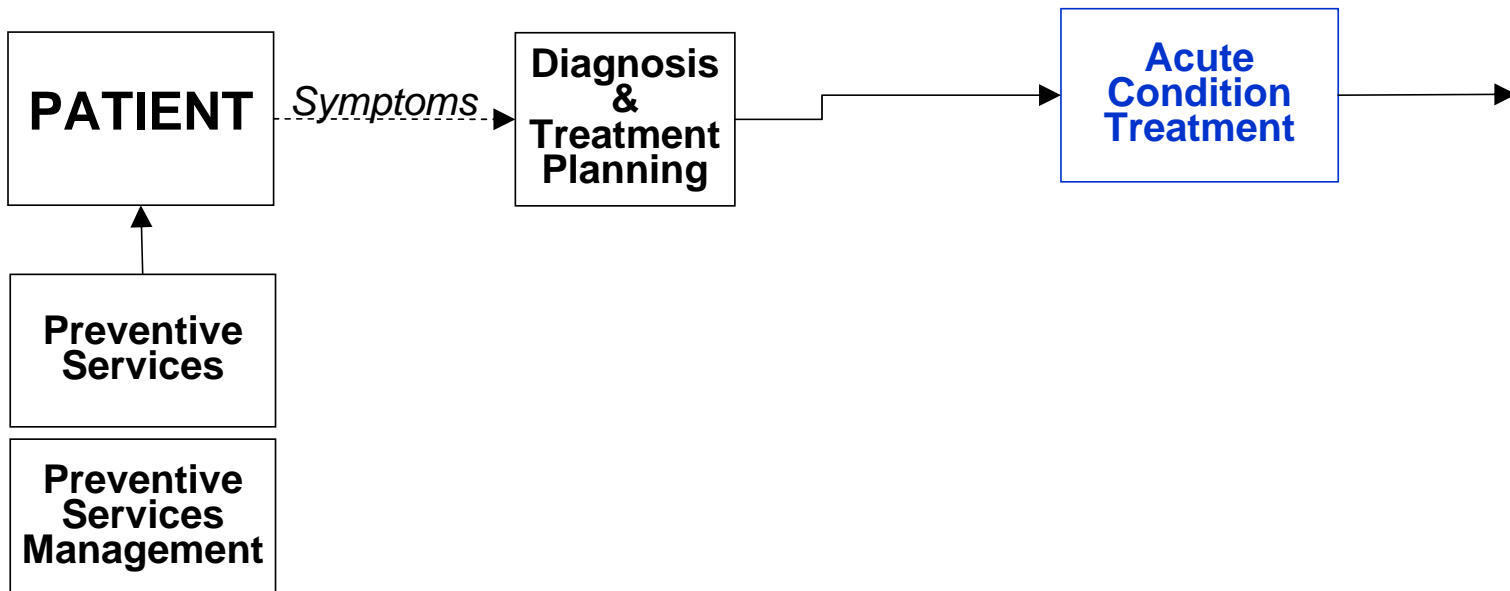 PATIENT
Symptoms
Diagnosis
&
Treatment
Planning
Acute
Condition
Treatment
Preventive
Services
Preventive
Services
Management